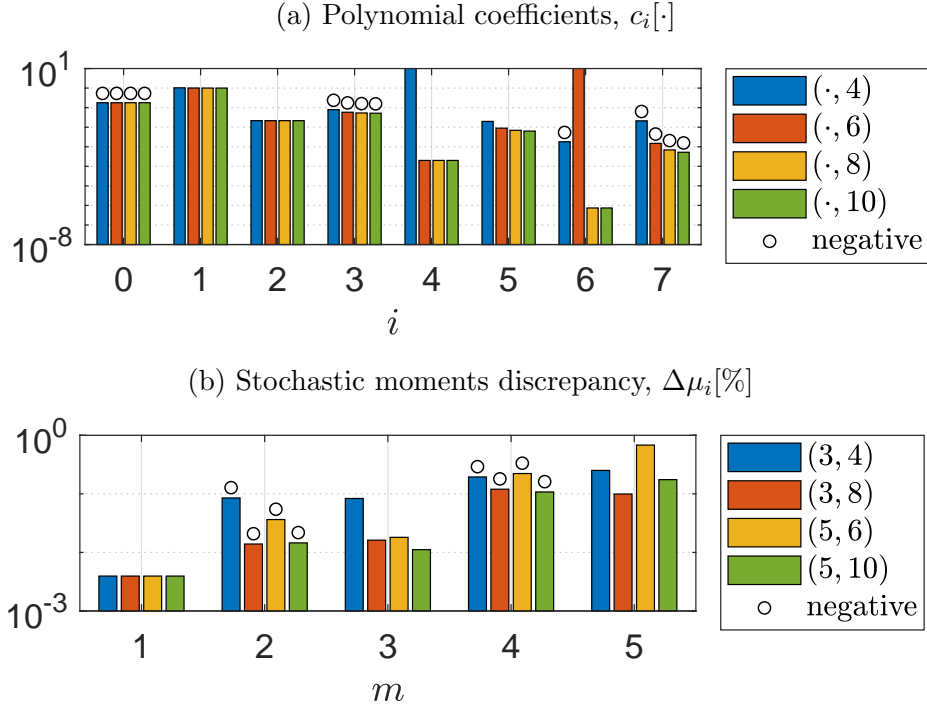 (a) Polynomial coefficients, c_i[·]
10^1
10^-8
0 1 2 3 4 5 6 7
i
(·, 4)
(·, 6)
(·, 8)
(·, 10)
negative
(b) Stochastic moments discrepancy, Δμ_i[%]
10^0
10^-3
1 2 3 4 5
m
(3, 4)
(3, 8)
(5, 6)
(5, 10)
negative